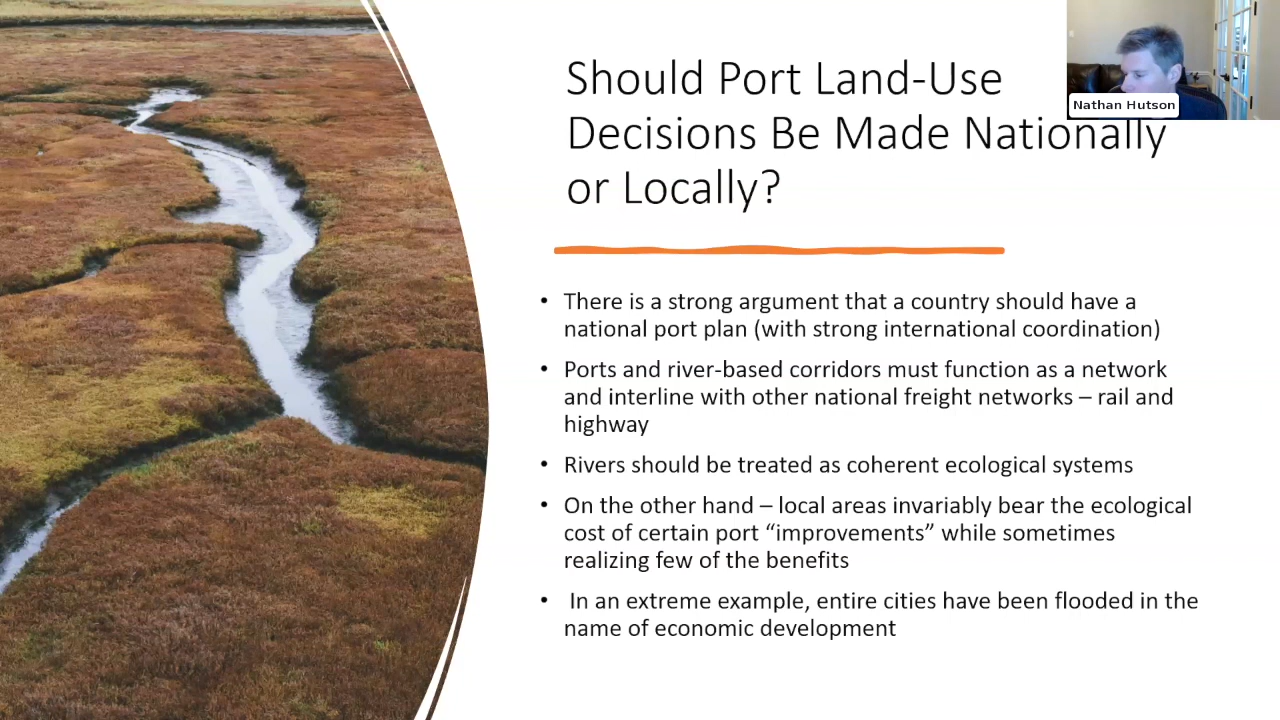 Should Port Land-Use
Decisions Be Made Nationally
or Locally?
Nathan Hutson
• There is a strong argument that a country should have a
national port plan (with strong international coordination)
• Ports and river-based corridors must function as a network
and interline with other national freight networks – rail and
highway
• Rivers should be treated as coherent ecological systems
• On the other hand – local areas invariably bear the ecological
cost of certain port “improvements” while sometimes
realizing few of the benefits
• In an extreme example, entire cities have been flooded in the
name of economic development